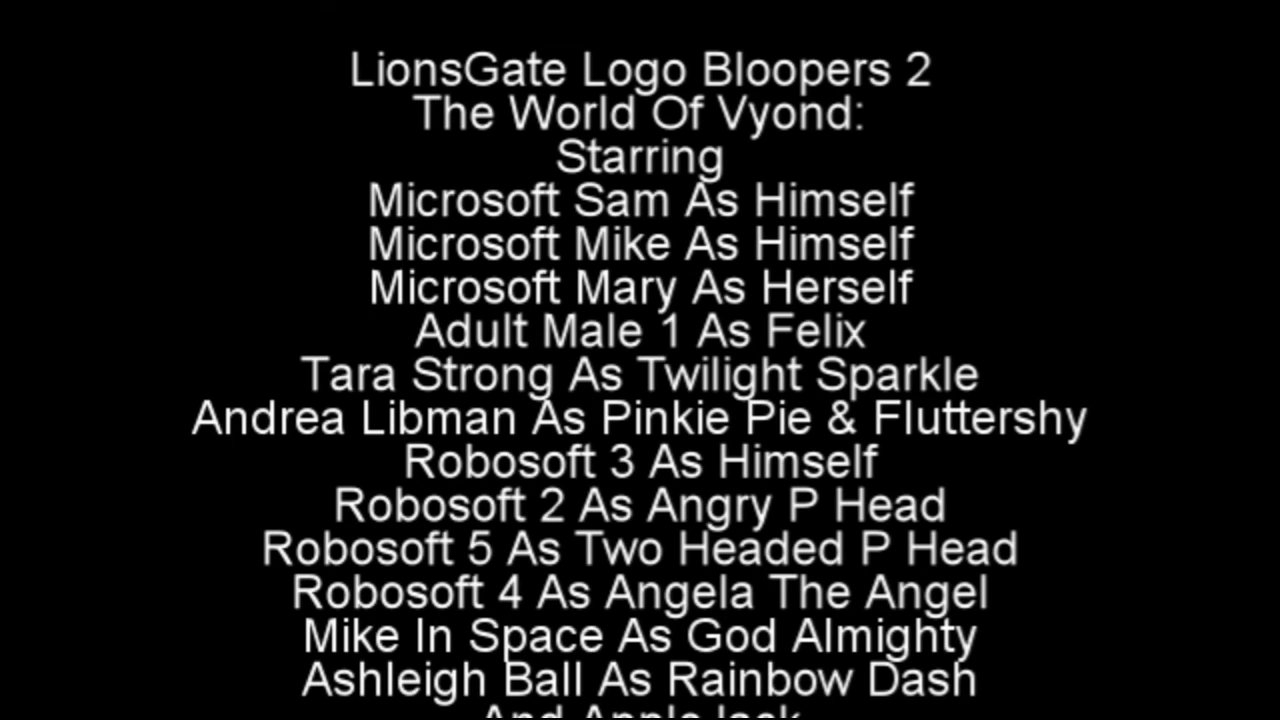 LionsGate Logo Bloopers 2
The World Of Vyond:
Starring
Microsoft Sam As Himself
Microsoft Mike As Himself
Microsoft Mary As Herself
Adult Male 1 As Felix
Tara Strong As Twilight Sparkle
Andrea Libman As Pinkie Pie & Fluttershy
Robosoft 3 As Himself
Robosoft 2 As Angry P Head
Robosoft 5 As Two Headed P Head
Robosoft 4 As Angela The Angel
Mike In Space As God Almighty
Ashleigh Ball As Rainbow Dash